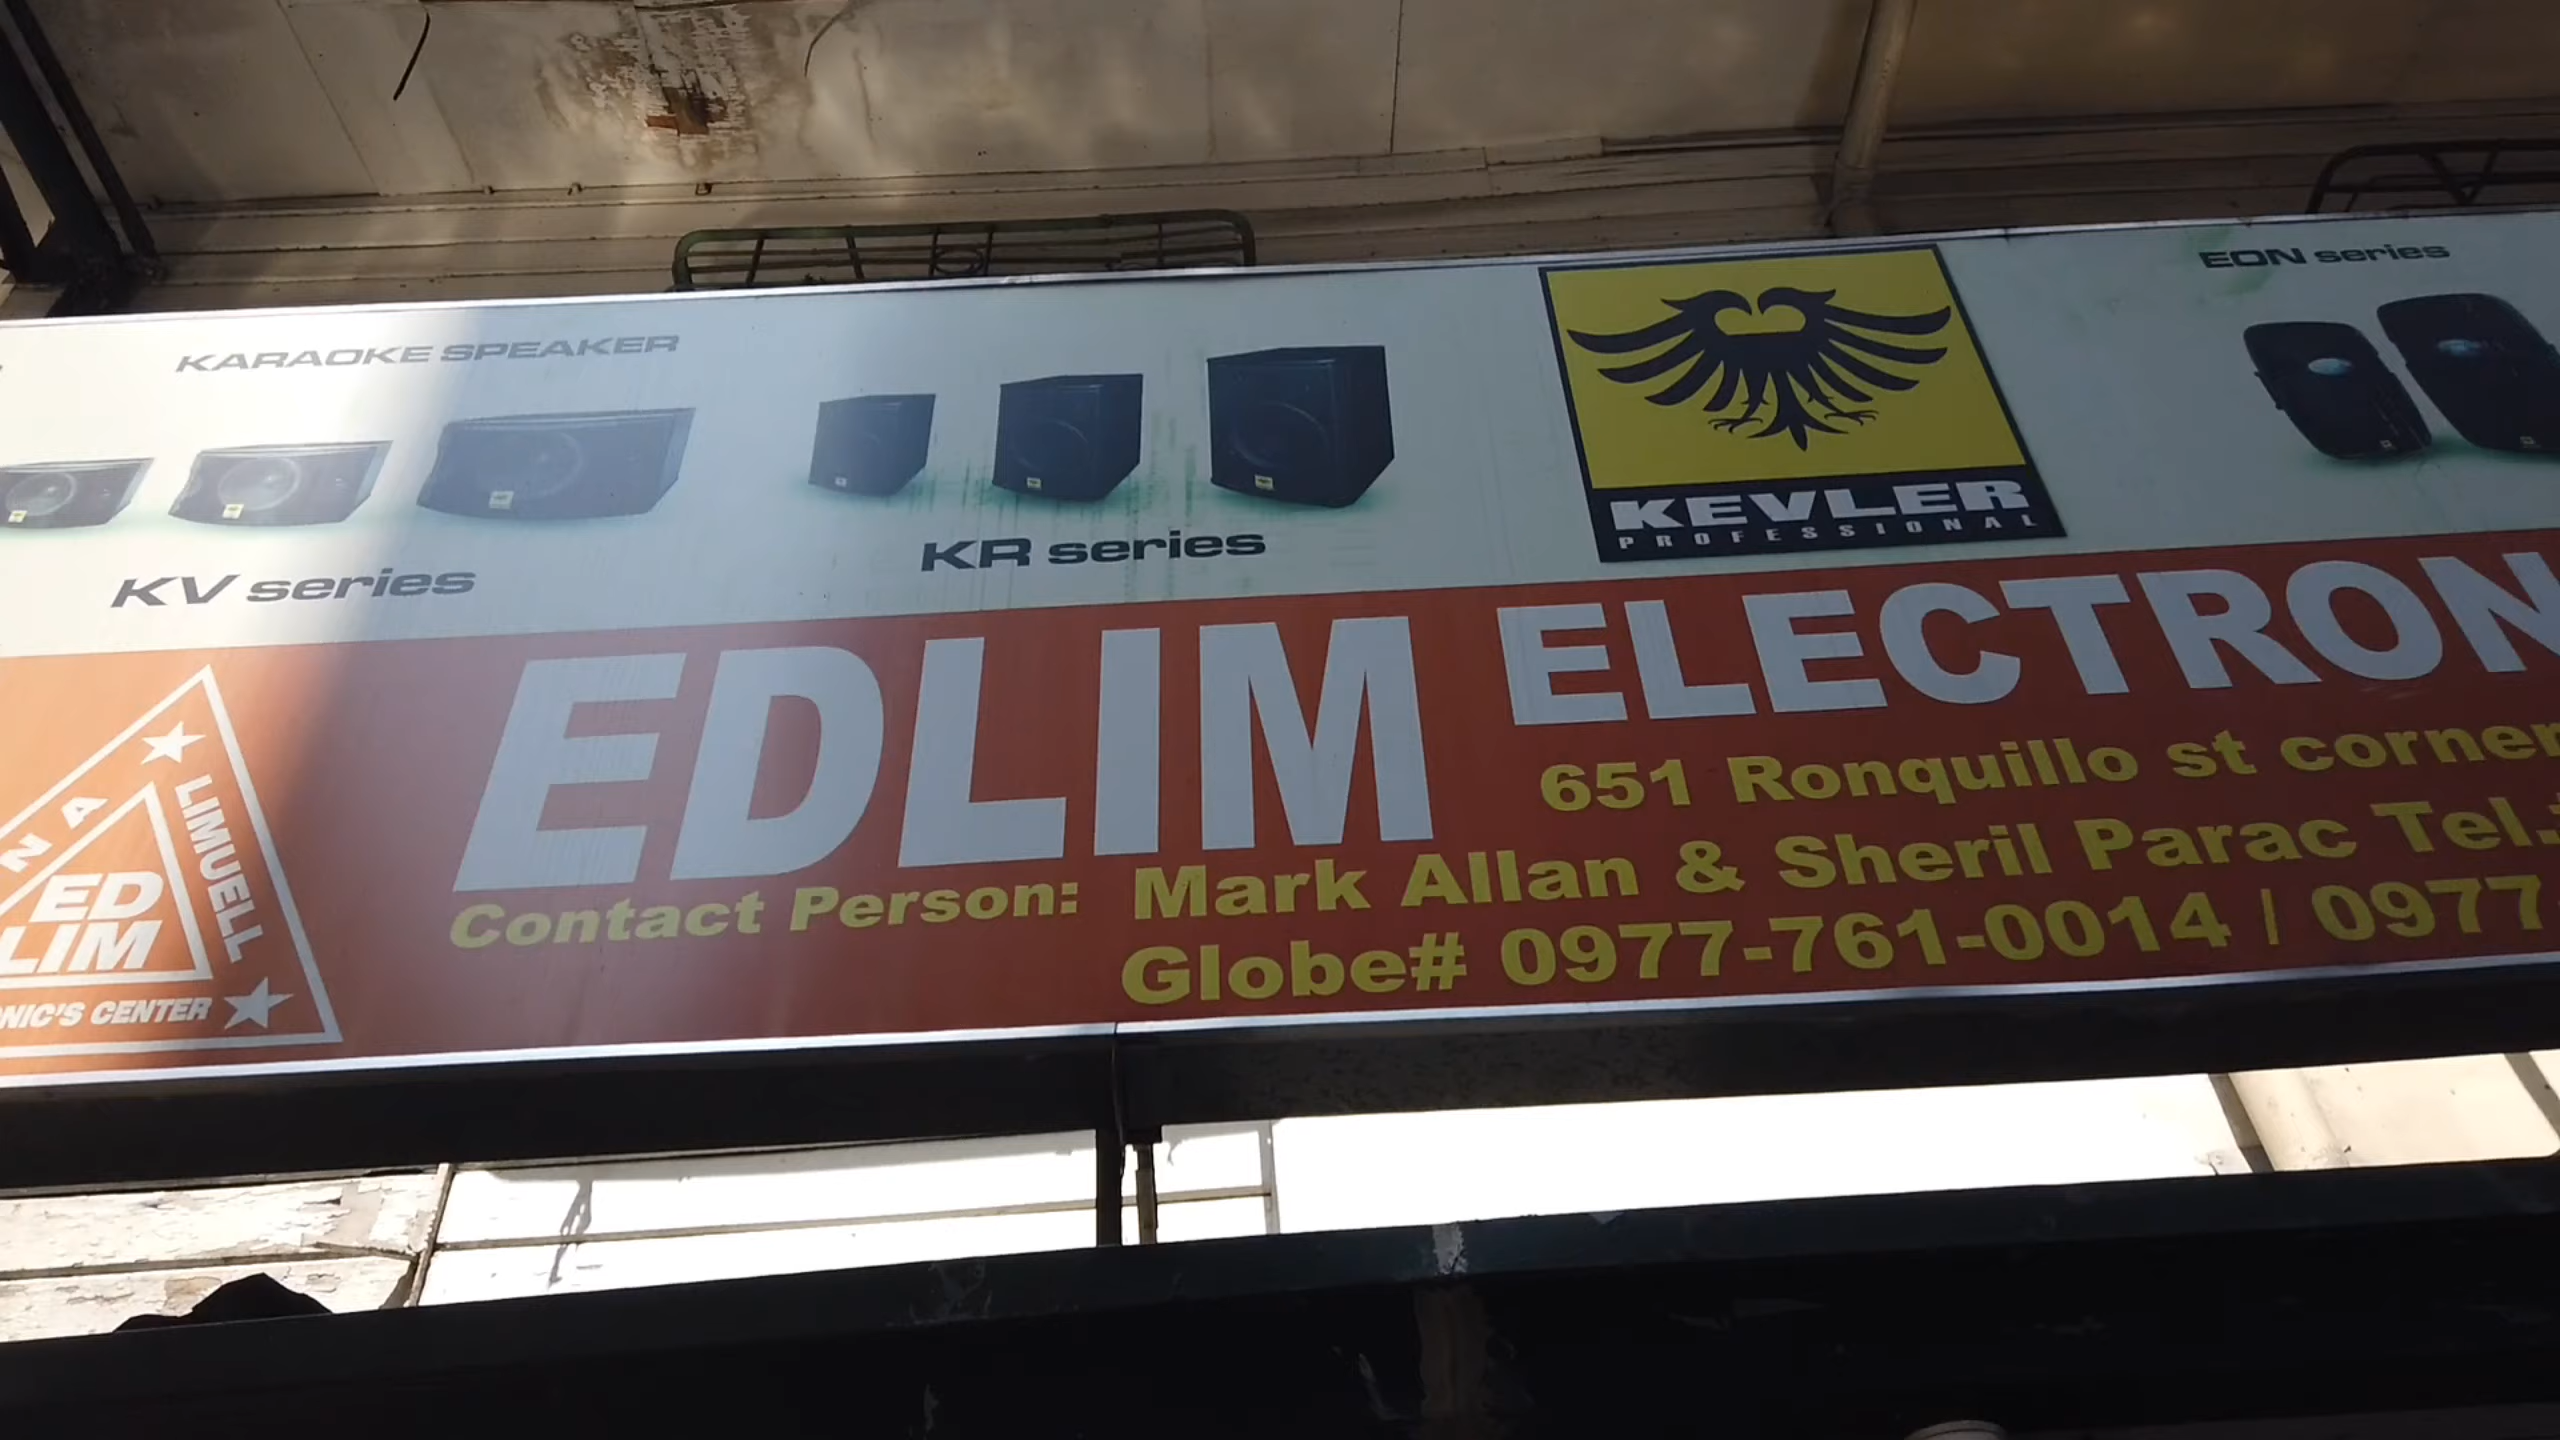 KARAOKE SPEAKER
KV series
KR series
KEVLER
PROFESSIONAL
EON series
NA
LIMUELL
ED
LIM
NIC'S CENTER
EDLIM ELECTRON
651 Ronquillo st corner
Contact Person: Mark Allan & Sheril Parac Tel.
Globe# 0977-761-0014 / 0977